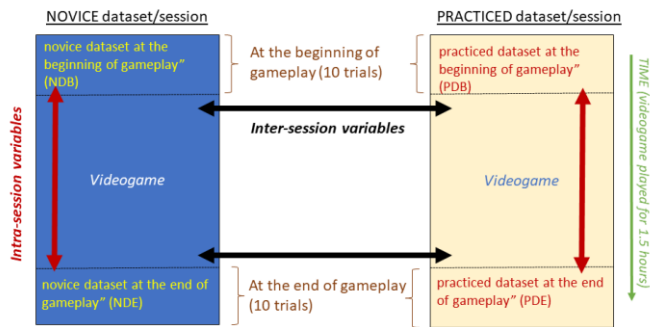 NOVICE dataset/session
PRACTICED dataset/session
novice dataset at the
beginning of gameplay”
(NDB)
At the beginning of
gameplay (10 trials)
practiced dataset at the
beginning of gameplay”
(PDB)
Inter-session variables
Intra-session variables
Videogame
Videogame
TIME (videogame played for 1.5 hours)
novice dataset at the end of
gameplay” (NDE)
At the end of gameplay
(10 trials)
practiced dataset at the end
of gameplay” (PDE)